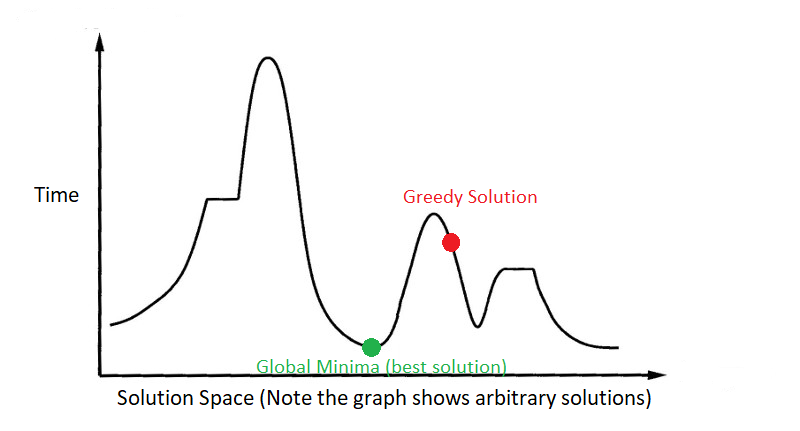 Time
Greedy Solution
Global Minima (best solution)
Solution Space (Note the graph shows arbitrary solutions)